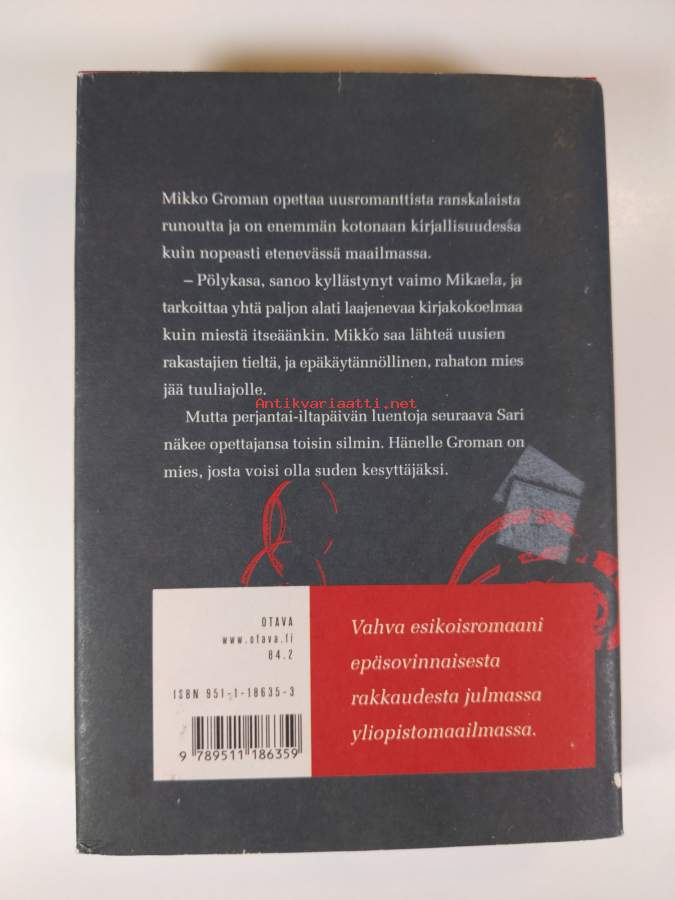 Mikko Groman opettaa uusromanttista ranskalaista
runoutta ja on enemmän kotonaan kirjallisuudessa
kuin nopeasti etenevässä maailmassa.
– Pölykasa, sanoo kyllästynyt vaimo Mikaela, ja
tarkoittaa yhtä paljon alati laajenevaa kirjakokoelmaa
kuin miestä itseäänkin. Mikko saa lähteä uusien
rakastajien tieltä, ja epäkäytännöllinen, rahaton mies
jää tuuliajolle.
Antikvariaatti.net
Mutta perjantai-iltapäivän luentoja seuraava Sari
näkee opettajansa toisin silmin. Hänelle Groman on
mies, josta voisi olla suden kesyttäjäksi.
OTAVA
www.otava.fi
84.2
ISBN 951-1-18635-3
9 789511 186359
Vahva esikoisromaani
epäsovinnaisesta
rakkaudesta julmassa
yliopistomaailmassa.